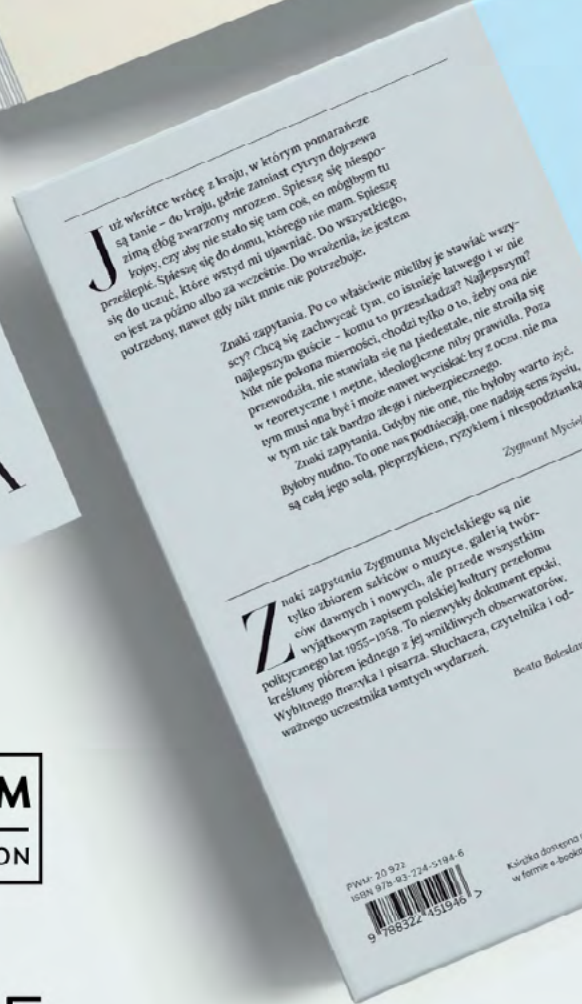 Już wkrótce wrócę z kraju, w którym pomarańcze
są tanie – do kraju, gdzie zamiast cytryn dojrzewa
zimą głóg zwarzony mrozem. Spieszę się niespo-
kojny, czy aby nie stało się tam coś, co mógłbym tu
prześlepić. Spieszę się do domu, którego nie mam. Spieszę
się do uczuć, które wstyd mi ujawniać. Do wszystkiego,
co jest za późno albo za wcześnie. Do wrażenia, że jestem
potrzebny, nawet gdy nikt mnie nie potrzebuje.
Znaki zapytania. Po co właściwie mieliby je stawiać wszy-
scy? Chcą się zachwycać tym, co istnieje łatwego i w nie
najlepszym guście – komu to przeszkadza? Najlepszym?
Nikt nie pokona mierności, chodzi tylko o to, żeby ona nie
przewodziła, nie stawiała się na piedestale, nie stroiła się
w teoretyczne i mętne, ideologiczne niby prawidła. Poza
tym musi ona być i może nawet wyciskać łzy z oczu, nie ma
w tym nic tak bardzo złego i niebezpiecznego.
Znaki zapytania. Gdyby nie one, nie byłoby warto żyć.
Byłoby nudno. To one nas podniecają, one nadają sens życiu,
są całą jego solą, pieprzykiem, ryzykiem i niespodzianką
Zygmunt Myciels
Znaki zapytania Zygmunta Mycielskiego są nie
tylko zbiorem szkiców o muzyce, galerią twór-
ców dawnych i nowych, ale przede wszystkim
wyjątkowym zapisem polskiej kultury przełomu
politycznego lat 1955–1958. To niezwykły dokument epoki,
kreślony piórem jednego z jej wnikliwych obserwatorów.
Wybitnego muzyka i pisarza. Słuchacza, czytelnika i od-
ważnego uczestnika tamtych wydarzeń.
Beata Bolesław
PWM 20 922
ISBN 978-83-224-5194-6
9 788322 451946 >
Książka dostępna
w formie e-booka
M
ON